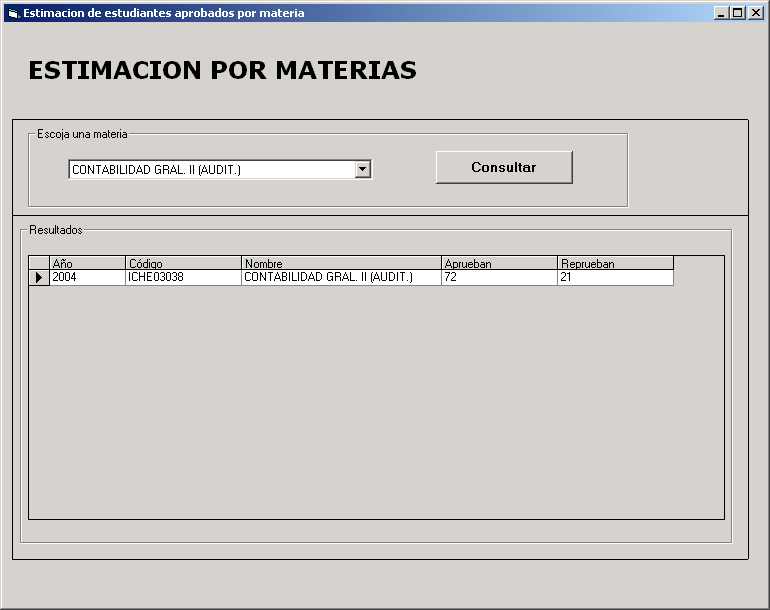 Estimacion de estudiantes aprobados por materia
ESTIMACION POR MATERIAS
Escoja una materia
CONTABILIDAD GRAL. II (AUDIT.)
Consultar
Resultados
Año Código Nombre Aprueban Reprueban
2004 ICHE03038 CONTABILIDAD GRAL. II (AUDIT.) 72 21